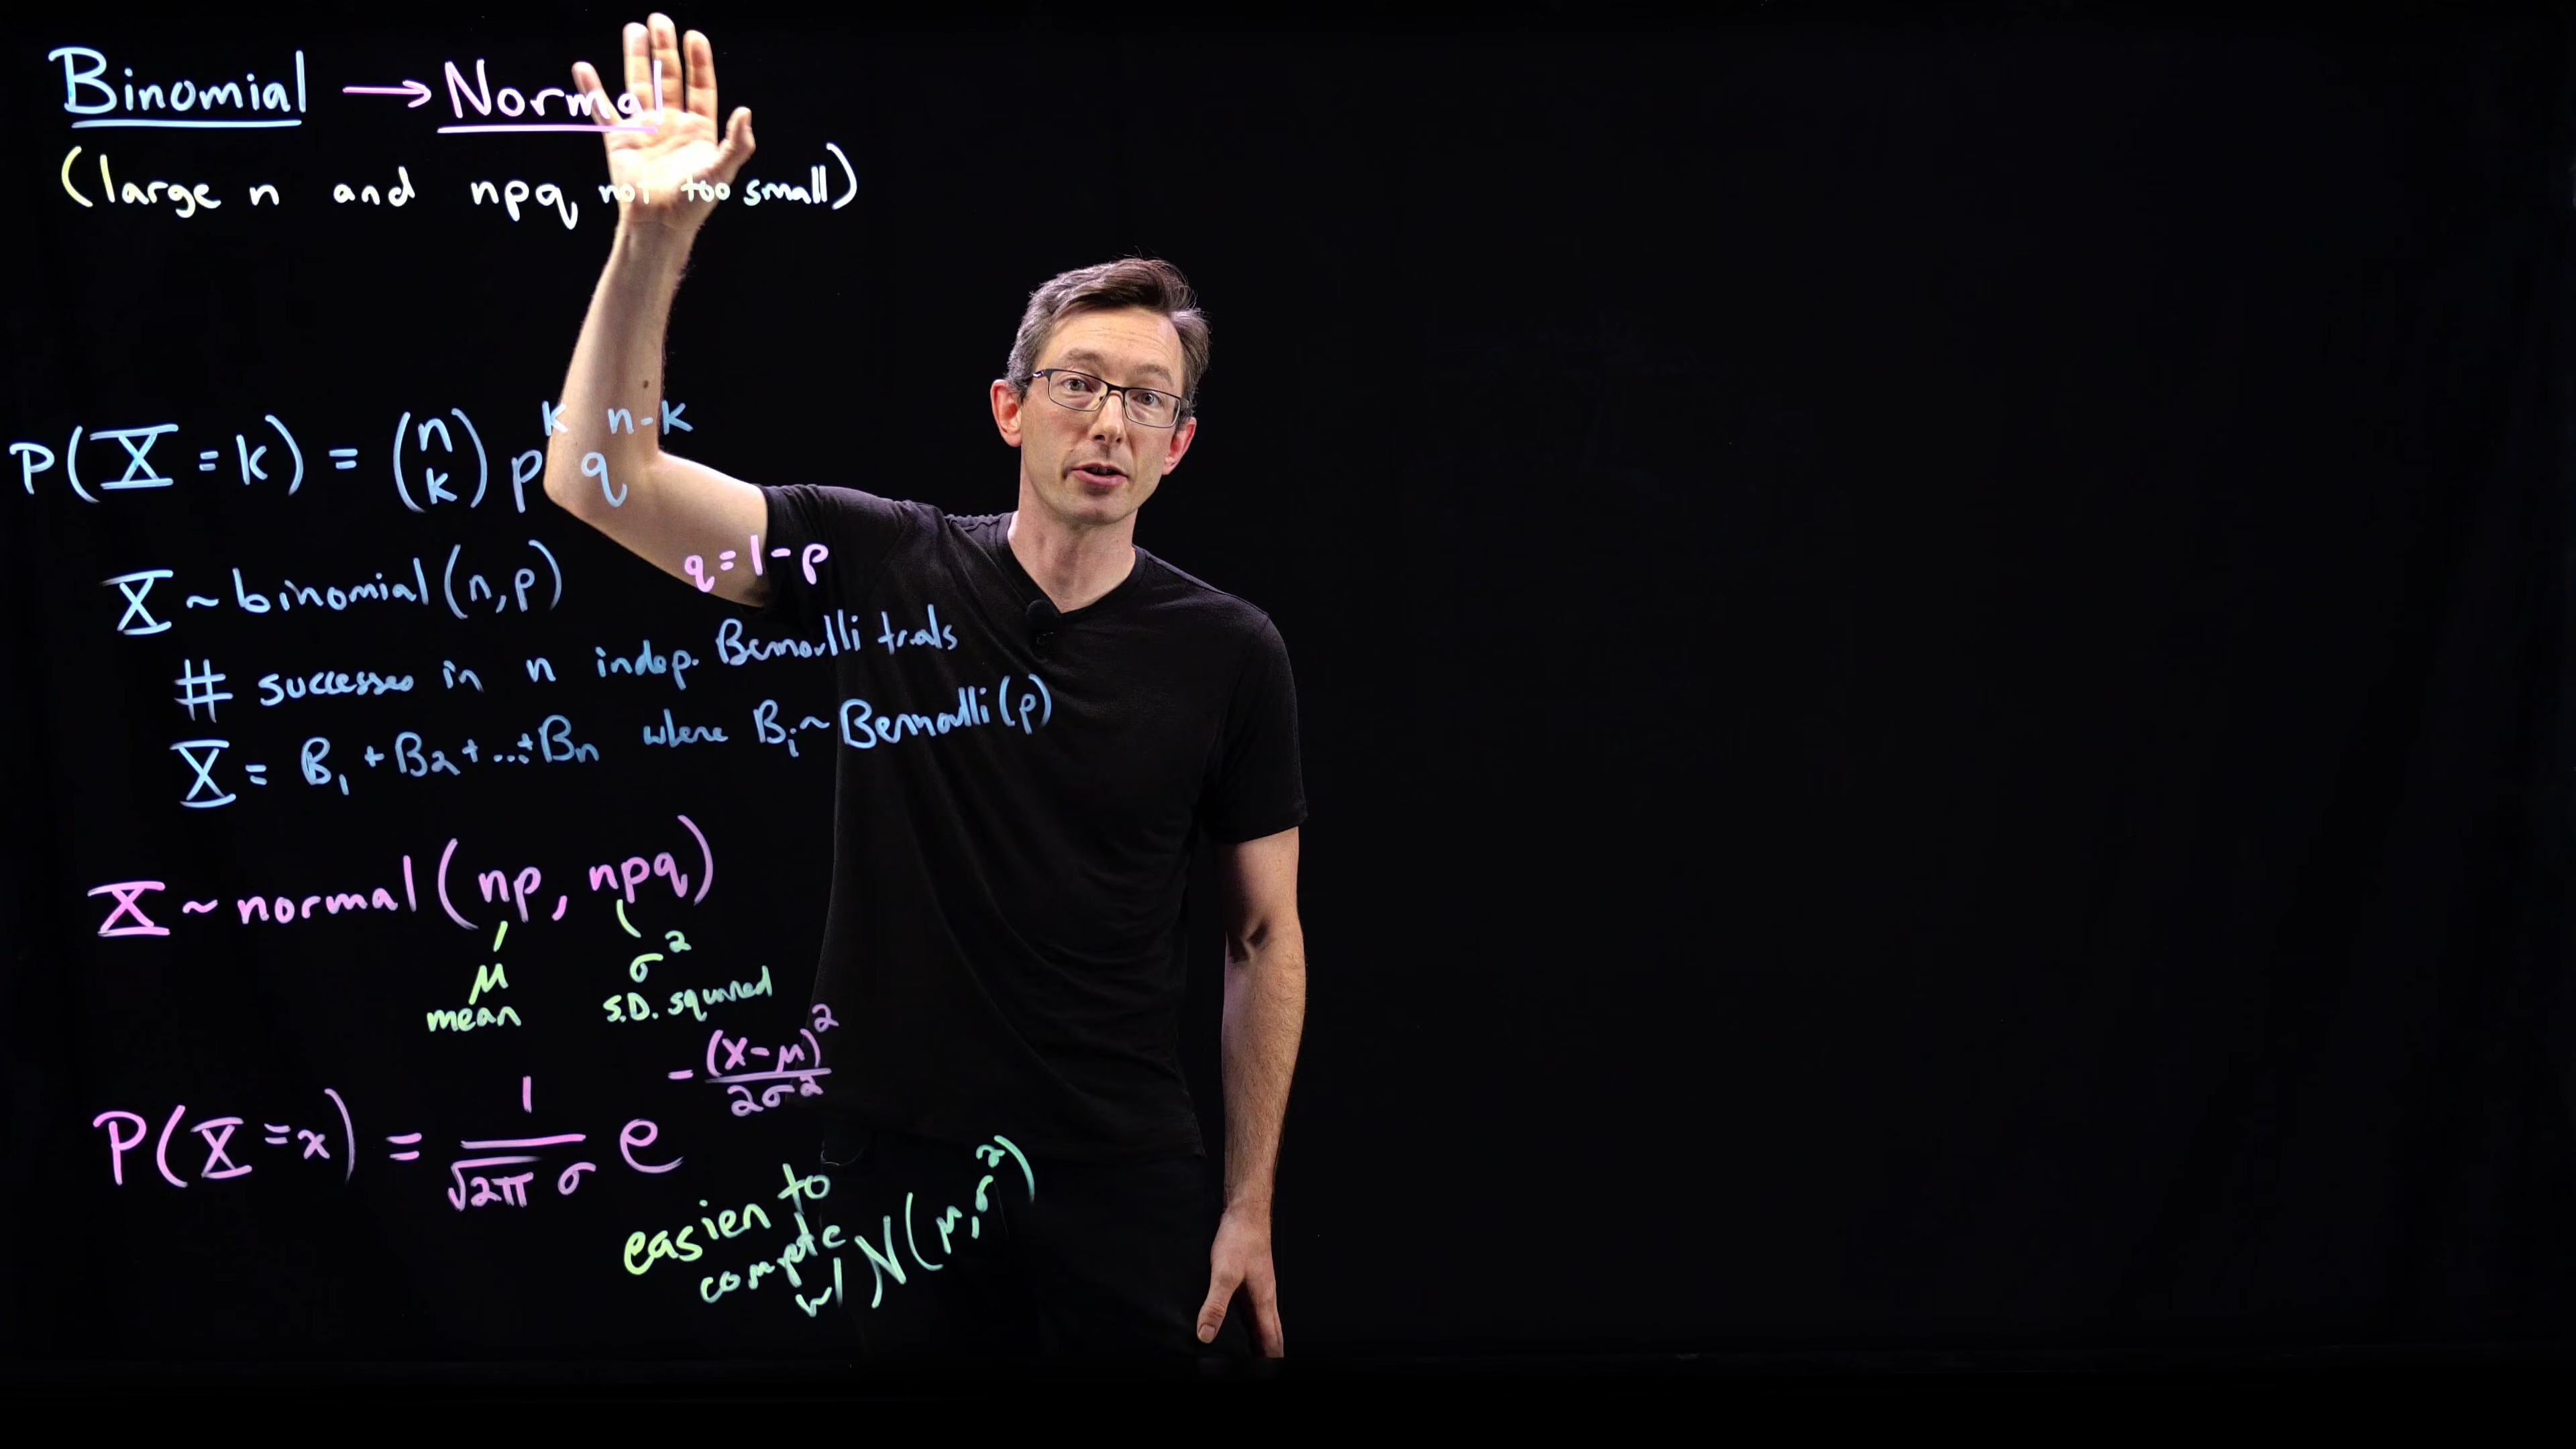 Binomial → Normal
(large n and npq not too small)
P(X = k) = (n k) p^k q^(n-k)
q = 1 - p
X ~ binomial(n, p)
# successes in n indep. Bernoulli trials
X = B₁ + B₂ + ... + Bₙ where Bᵢ ~ Bernoulli(p)
X ~ normal(np, npq)
μ σ²
mean S.D. squared
P(X = x) = 1/(√2π σ) e^(-(x-μ)²/2σ²)
easier to
compute
w/ N(μ, σ²)